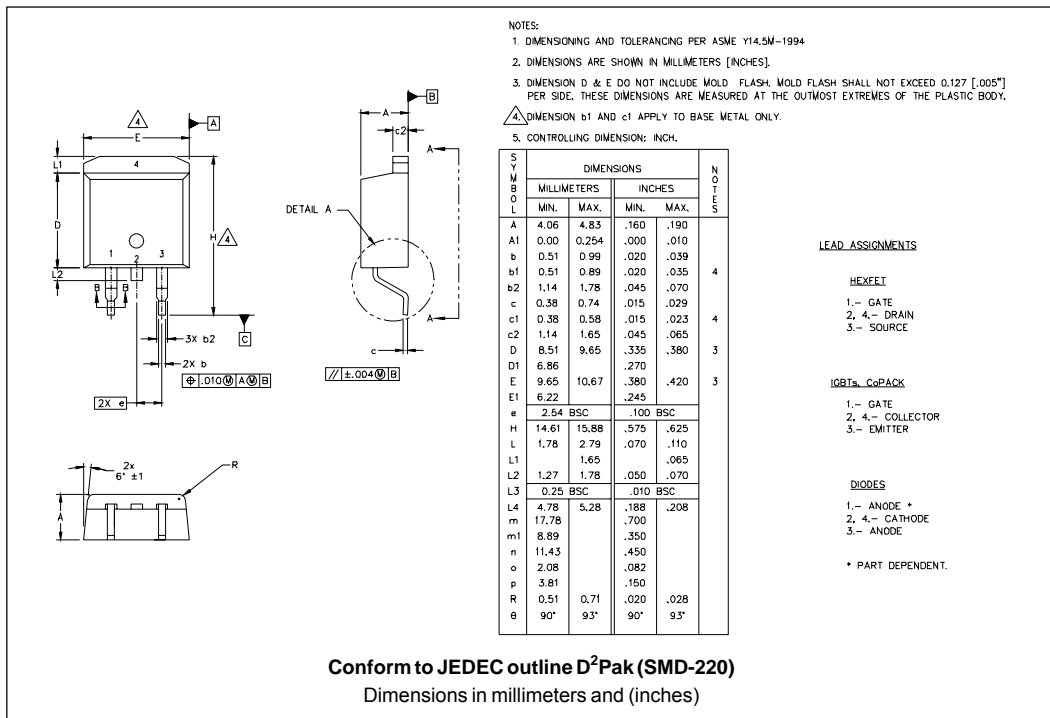 NOTES:
1. DIMENSIONING AND TOLERANCING PER ASME Y14.5M-1994
2. DIMENSIONS ARE SHOWN IN MILLIMETERS [INCHES].
3. DIMENSION D & E DO NOT INCLUDE MOLD FLASH. MOLD FLASH SHALL NOT EXCEED 0.127 [.005"]
PER SIDE. THESE DIMENSIONS ARE MEASURED AT THE OUTMOST EXTREMES OF THE PLASTIC BODY.
4. DIMENSION b1 AND c1 APPLY TO BASE METAL ONLY.
5. CONTROLLING DIMENSION: INCH.
4
A
E
L1
4
D
H
4
1
2
3
L2
B
B
3X b2
C
2X b
⌖ .010Ⓜ AⓂ B
2X e
A
B
c2
A
DETAIL A
A
c
// ±.004Ⓜ B
2x
6° ±1
R
A
SYMBOL DIMENSIONS NOTES
MILLIMETERS INCHES
MIN. MAX. MIN. MAX.
A 4.06 4.83 .160 .190
A1 0.00 0.254 .000 .010
b 0.51 0.99 .020 .039
b1 0.51 0.89 .020 .035 4
b2 1.14 1.78 .045 .070
c 0.38 0.74 .015 .029
c1 0.38 0.58 .015 .023 4
c2 1.14 1.65 .045 .065
D 8.51 9.65 .335 .380 3
D1 6.86 .270
E 9.65 10.67 .380 .420 3
E1 6.22 .245
e 2.54 BSC .100 BSC
H 14.61 15.88 .575 .625
L 1.78 2.79 .070 .110
L1 1.65 .065
L2 1.27 1.78 .050 .070
L3 0.25 BSC .010 BSC
L4 4.78 5.28 .188 .208
m 17.78 .700
m1 8.89 .350
n 11.43 .450
o 2.08 .082
p 3.81 .150
R 0.51 0.71 .020 .028
θ 90° 93° 90° 93°
LEAD ASSIGNMENTS
HEXFET
1.- GATE
2, 4.- DRAIN
3.- SOURCE
IGBTs, CoPACK
1.- GATE
2, 4.- COLLECTOR
3.- EMITTER
DIODES
1.- ANODE *
2, 4.- CATHODE
3.- ANODE
* PART DEPENDENT.
Conform to JEDEC outline D²Pak (SMD-220)
Dimensions in millimeters and (inches)